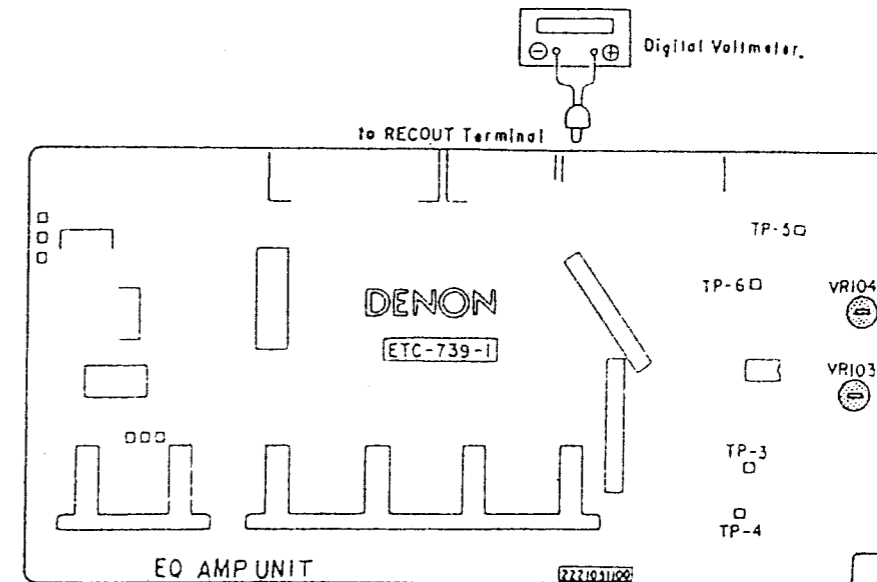 Digital Voltmeter.
to RECOUT Terminal
TP-5
TP-6
VR104
DENON
ETC-739-1
VR103
TP-3
TP-4
EQ AMP UNIT
2221031100